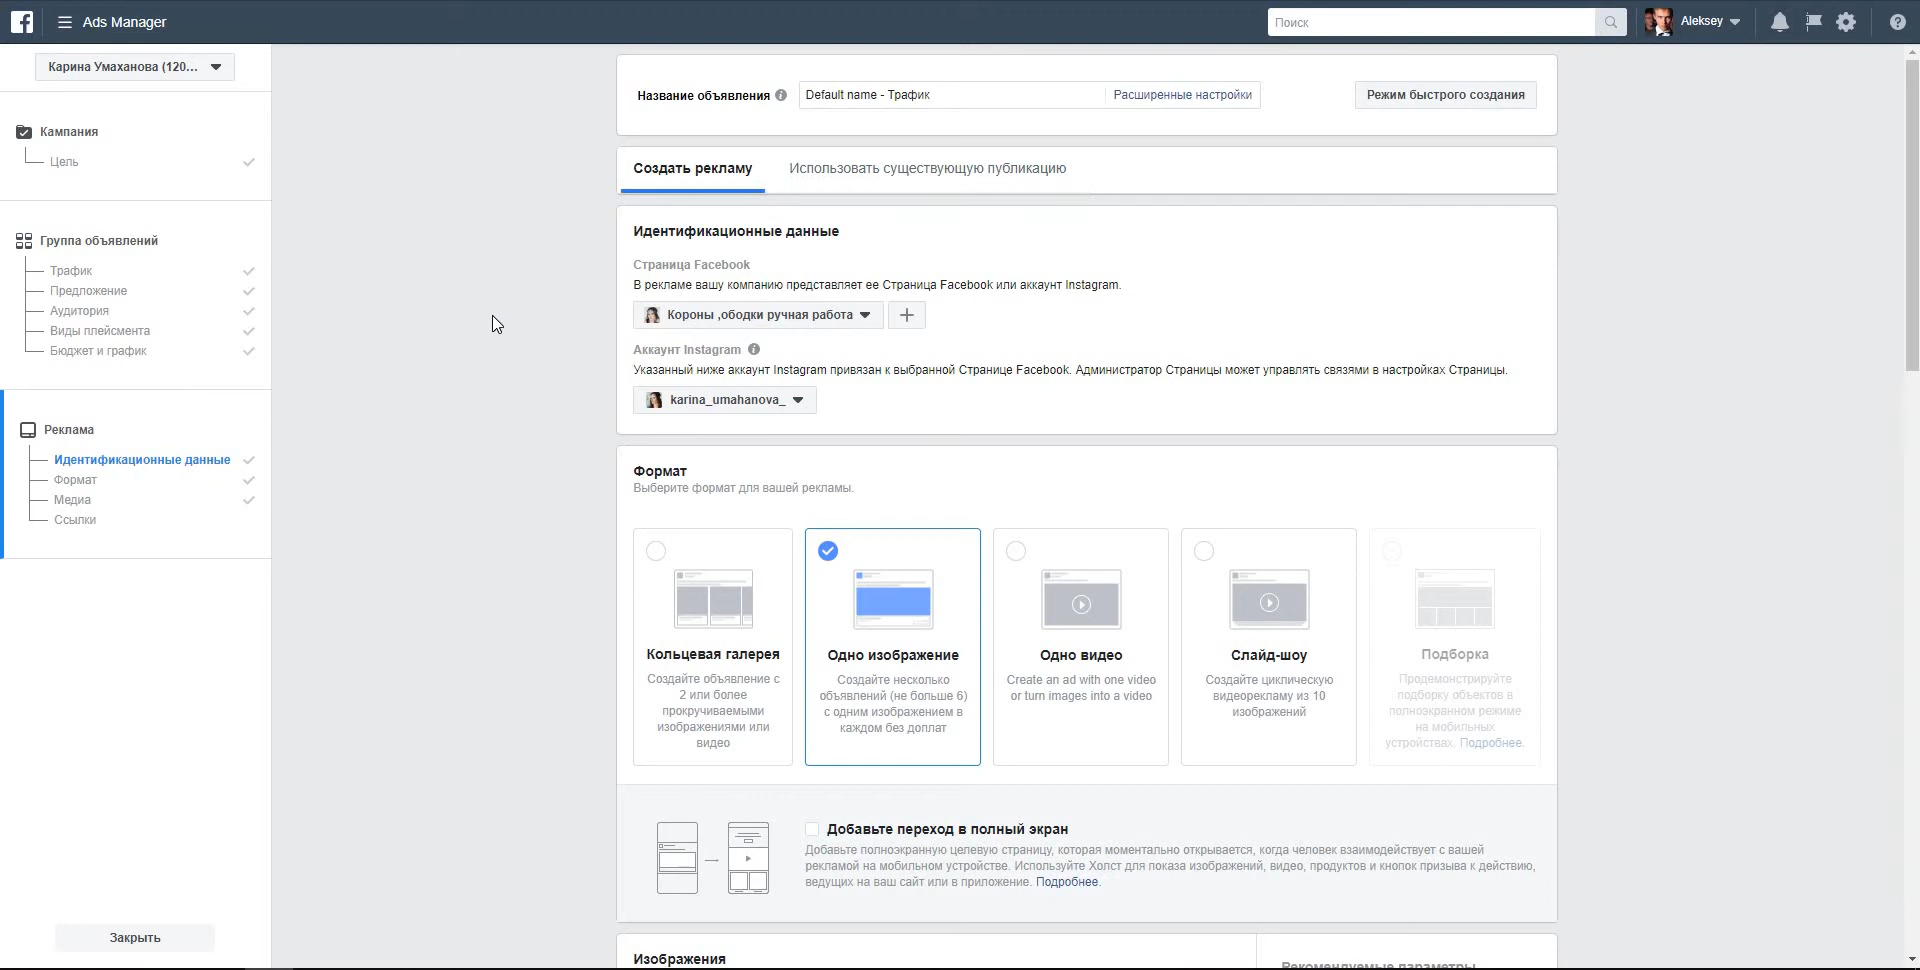 Ads Manager
Поиск
Aleksey
Карина Умаханова (120...
Кампания
Цель
Группа объявлений
Трафик
Предложение
Аудитория
Виды плейсмента
Бюджет и график
Реклама
Идентификационные данные
Формат
Медиа
Ссылки
Закрыть
Название объявления
Default name - Трафик
Расширенные настройки
Режим быстрого создания
Создать рекламу
Использовать существующую публикацию
Идентификационные данные
Страница Facebook
В рекламе вашу компанию представляет ее Страница Facebook или аккаунт Instagram.
Короны ,ободки ручная работа
Аккаунт Instagram
Указанный ниже аккаунт Instagram привязан к выбранной Странице Facebook. Администратор Страницы может управлять связями в настройках Страницы.
karina_umahanova_
Формат
Выберите формат для вашей рекламы.
Кольцевая галерея
Создайте объявление с
2 или более
прокручиваемыми
изображениями или
видео
Одно изображение
Создайте несколько
объявлений (не больше 6)
с одним изображением в
каждом без доплат
Одно видео
Create an ad with one video
or turn images into a video
Слайд-шоу
Создайте циклическую
видеорекламу из 10
изображений
Подборка
Продемонстрируйте
подборку объектов в
полноэкранном режиме
на мобильных
устройствах. Подробнее.
Добавьте переход в полный экран
Добавьте полноэкранную целевую страницу, которая моментально открывается, когда человек взаимодействует с вашей
рекламой на мобильном устройстве. Используйте Холст для показа изображений, видео, продуктов и кнопок призыва к действию,
ведущих на ваш сайт или в приложение. Подробнее.
Изображения
Рекомендуемые параметры